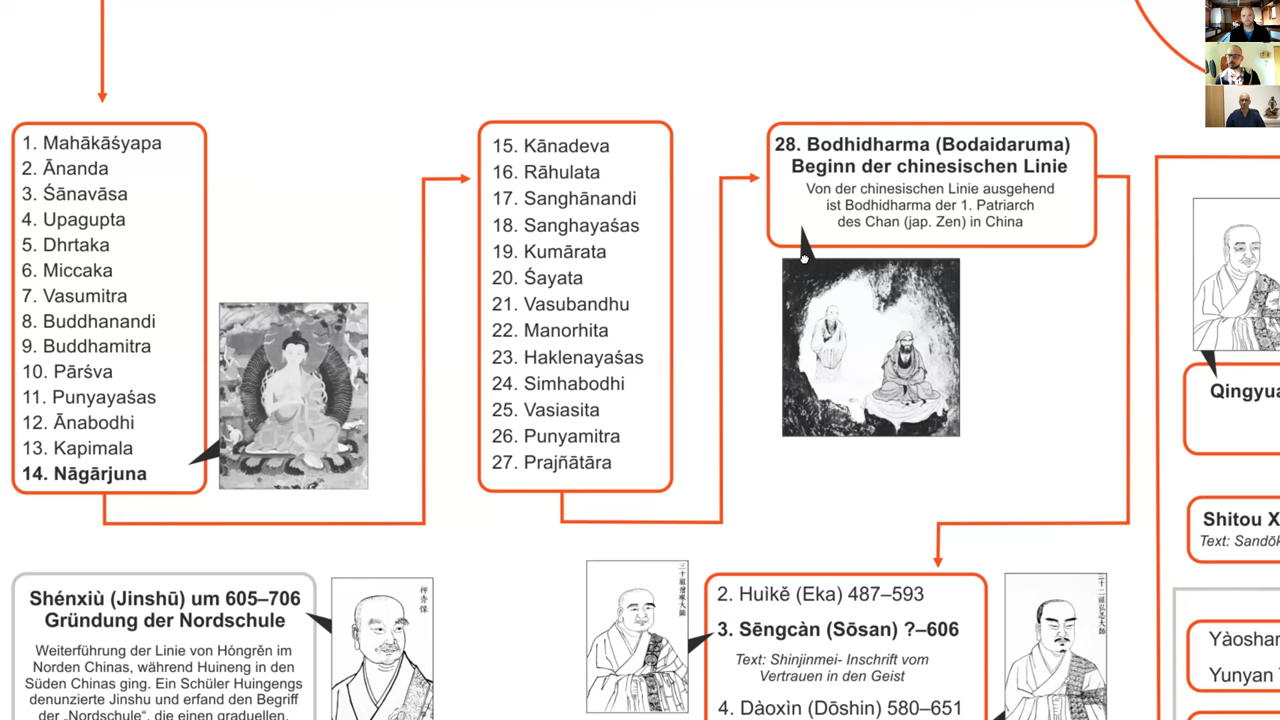 1. Mahākāśyapa
2. Ānanda
3. Śānavāsa
4. Upagupta
5. Dhrtaka
6. Miccaka
7. Vasumitra
8. Buddhanandi
9. Buddhamitra
10. Pārśva
11. Punyayaśas
12. Ānabodhi
13. Kapimala
14. Nāgārjuna
15. Kānadeva
16. Rāhulata
17. Sanghānandi
18. Sanghayaśas
19. Kumārata
20. Śayata
21. Vasubandhu
22. Manorhita
23. Haklenayaśas
24. Simhabodhi
25. Vasiasita
26. Punyamitra
27. Prajñātāra
28. Bodhidharma (Bodaidaruma)
Beginn der chinesischen Linie
Von der chinesischen Linie ausgehend
ist Bodhidharma der 1. Patriarch
des Chan (jap. Zen) in China
Shénxiù (Jinshū) um 605–706
Gründung der Nordschule
Weiterführung der Linie von Hóngrěn im
Norden Chinas, während Huineng in den
Süden Chinas ging. Ein Schüler Huingengs
denunzierte Jinshu und erfand den Begriff
der „Nordschule“, die einen graduellen,
2. Huìkě (Eka) 487–593
3. Sēngcàn (Sōsan) ?–606
Text: Shinjinmei- Inschrift vom
Vertrauen in den Geist
4. Dàoxìn (Dōshin) 580–651
Qingyua
Shitou X
Text: Sandōk
Yàoshan
Yunyan